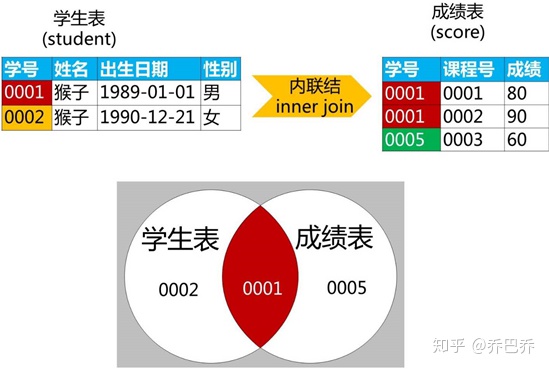 学生表
(student)
学号 姓名 出生日期 性别
0001 猴子 1989-01-01 男
0002 猴子 1990-12-21 女
内联结
inner join
成绩表
(score)
学号 课程号 成绩
0001 0001 80
0001 0002 90
0005 0003 60
学生表 成绩表
0002 0001 0005
知乎 @乔巴乔